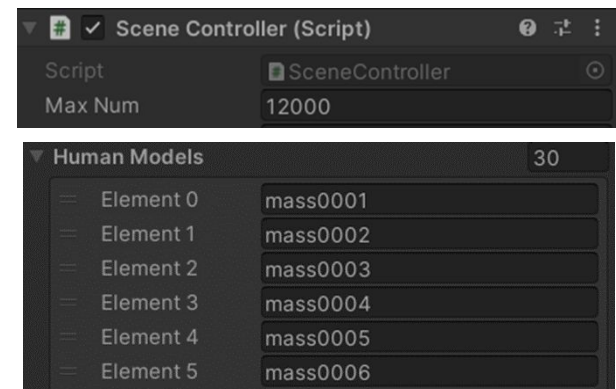 # Scene Controller (Script)
Script # SceneController
Max Num 12000
Human Models 30
Element 0 mass0001
Element 1 mass0002
Element 2 mass0003
Element 3 mass0004
Element 4 mass0005
Element 5 mass0006